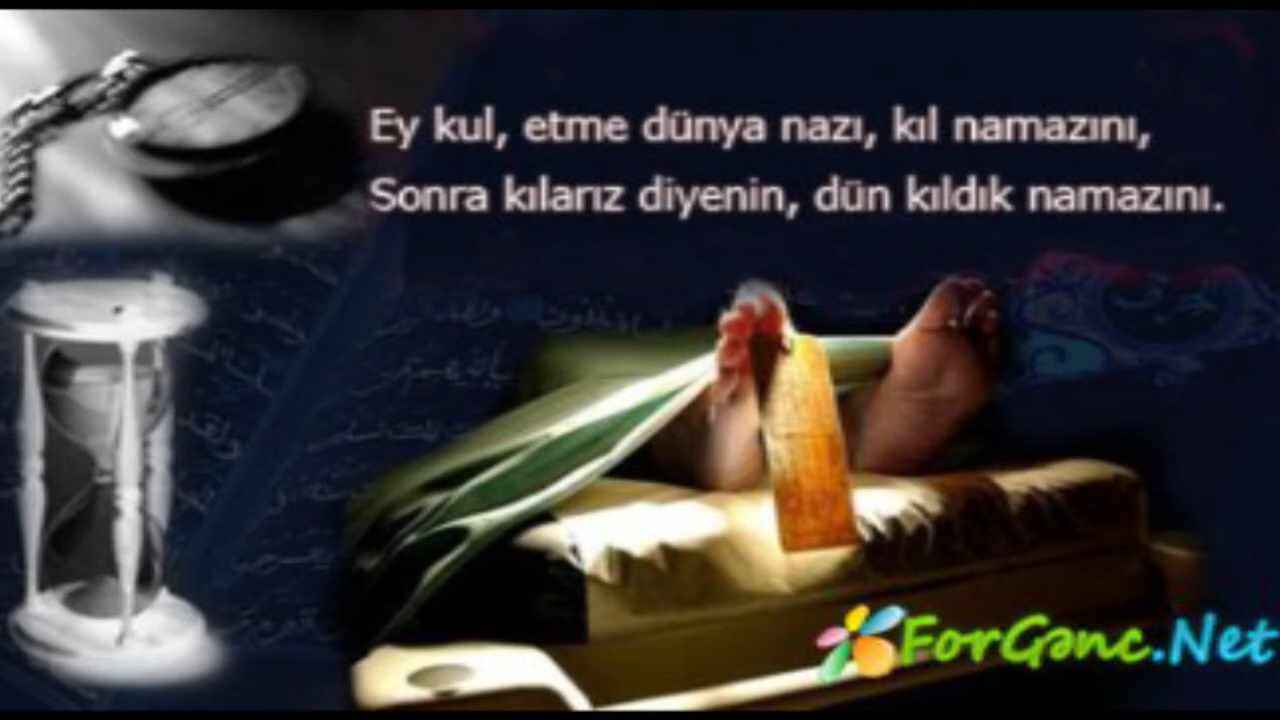 Ey kul, etme dünya nazı, kıl namazını,
Sonra kılarız diyenin, dün kıldık namazını.
ForGənc.Net